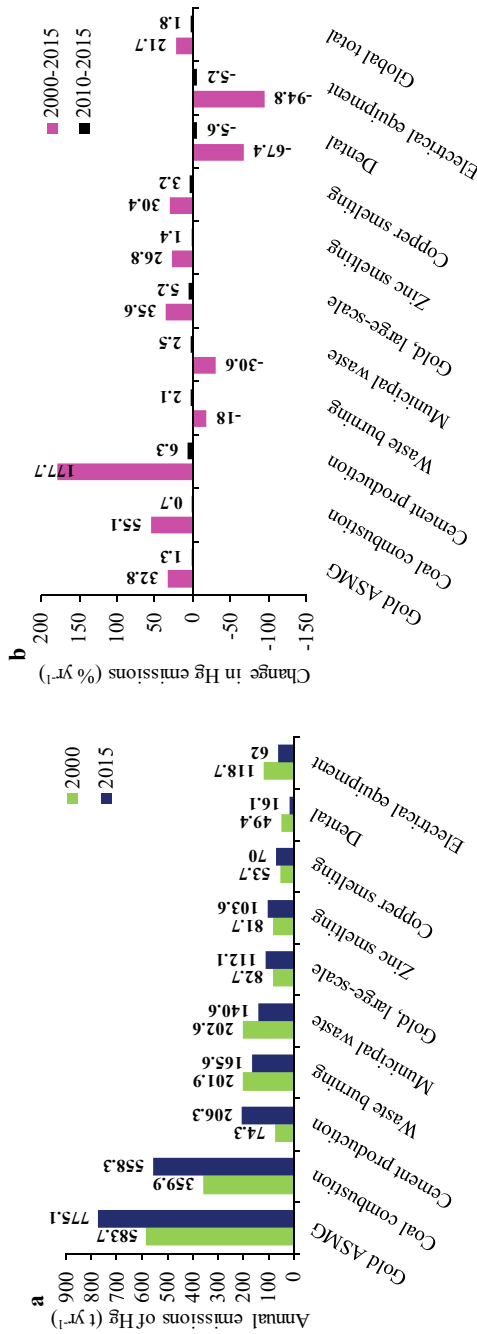 a
Annual emissions of Hg (t yr⁻¹)
900
800
700
600
500
400
300
200
100
0
2000
2015
583.7
775.1
359.9
558.3
74.3
206.3
201.9
165.6
202.6
140.6
82.7
112.1
81.7
103.6
53.7
70
49.4
16.1
118.7
62
Gold ASMG
Coal combustion
Cement production
Waste burning
Municipal waste
Gold, large-scale
Zinc smelting
Copper smelting
Dental
Electrical equipment
b
Change in Hg emissions (% yr⁻¹)
200
150
100
50
0
-50
-100
-150
2000-2015
2010-2015
32.8
1.3
55.1
0.7
177.7
6.3
-18
2.1
-30.6
2.5
35.6
5.2
26.8
1.4
30.4
3.2
-67.4
-5.6
-94.8
-5.2
21.7
1.8
Gold ASMG
Coal combustion
Cement production
Waste burning
Municipal waste
Gold, large-scale
Zinc smelting
Copper smelting
Dental
Electrical equipment
Global total